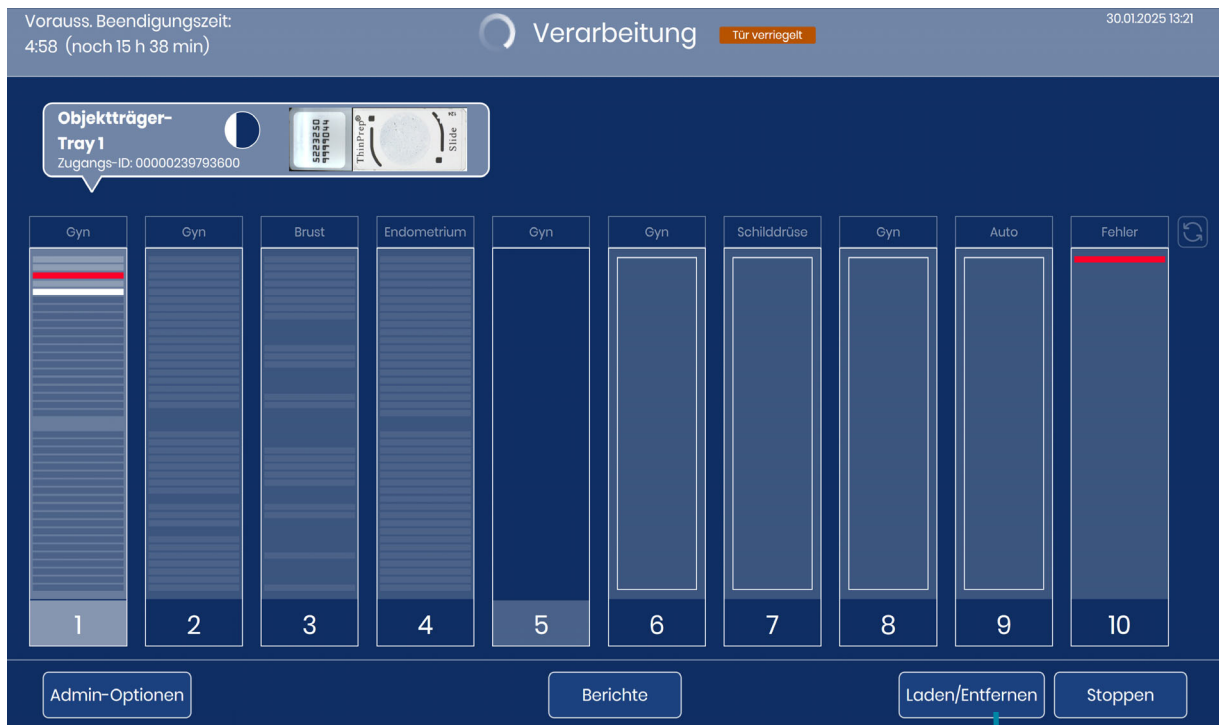 Vorauss. Beendigungszeit:
4:58 (noch 15 h 38 min)
Verarbeitung
Tür verriegelt
30.01.2025 13:21
Objektträger-
Tray 1
Zugangs-ID: 00000239793600
5223250
9999044
ThinPrep®
Slide
Gyn
Gyn
Brust
Endometrium
Gyn
Gyn
Schilddrüse
Gyn
Auto
Fehler
1
2
3
4
5
6
7
8
9
10
Admin-Optionen
Berichte
Laden/Entfernen
Stoppen